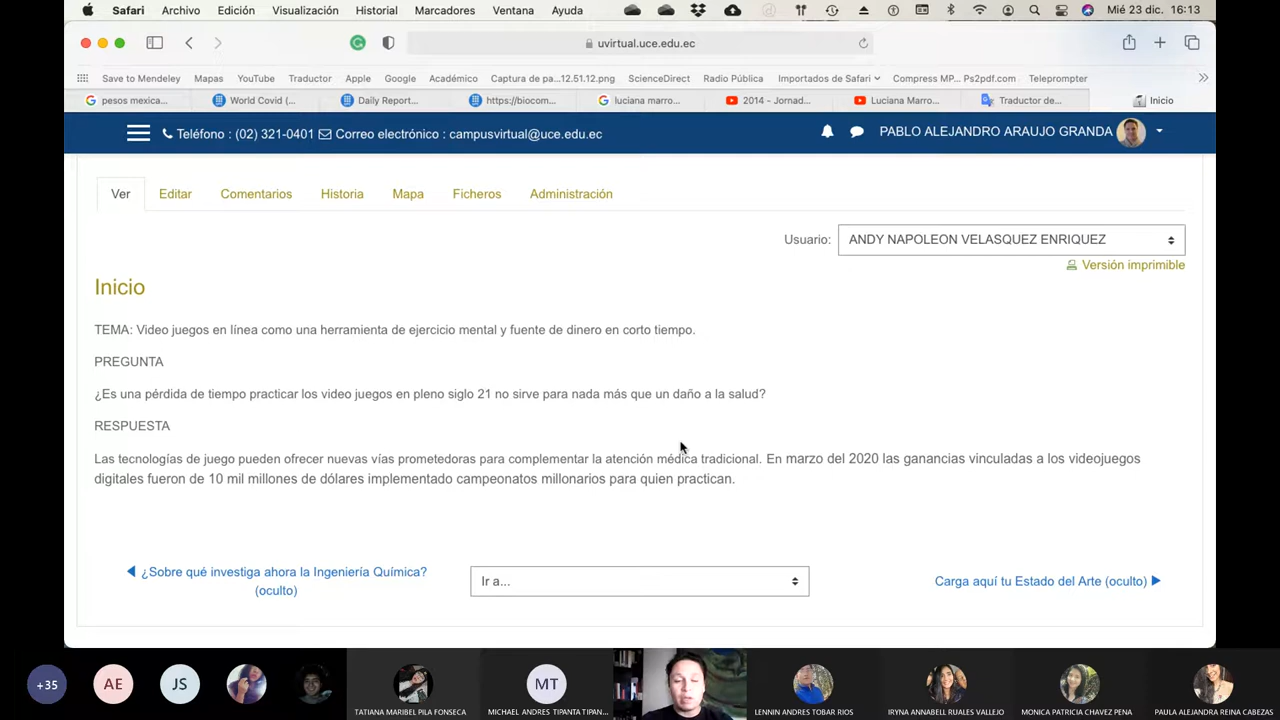 Safari Archivo Edición Visualización Historial Marcadores Ventana Ayuda Mié 23 dic. 16:13
uvirtual.uce.edu.ec
Save to Mendeley Mapas YouTube Traductor Apple Google Académico Captura de pa...12.51.12.png ScienceDirect Radio Pública Importados de Safari Compress MP... Ps2pdf.com Teleprompter
pesos mexica... World Covid (... Daily Report... https://biocom... luciana marro... 2014 - Jornad... Luciana Marro... Traductor de... Inicio
Teléfono : (02) 321-0401 Correo electrónico : campusvirtual@uce.edu.ec PABLO ALEJANDRO ARAUJO GRANDA
Ver Editar Comentarios Historia Mapa Ficheros Administración
Usuario: ANDY NAPOLEON VELASQUEZ ENRIQUEZ
Versión imprimible
Inicio
TEMA: Video juegos en línea como una herramienta de ejercicio mental y fuente de dinero en corto tiempo.
PREGUNTA
¿Es una pérdida de tiempo practicar los video juegos en pleno siglo 21 no sirve para nada más que un daño a la salud?
RESPUESTA
Las tecnologías de juego pueden ofrecer nuevas vías prometedoras para complementar la atención médica tradicional. En marzo del 2020 las ganancias vinculadas a los videojuegos
digitales fueron de 10 mil millones de dólares implementado campeonatos millonarios para quien practican.
¿Sobre qué investiga ahora la Ingeniería Química?
(oculto)
Ir a...
Carga aquí tu Estado del Arte (oculto)
+35 AE JS MT
TATIANA MARIBEL PILA FONSECA MICHAEL ANDRES TIPANTA TIPAN... LENNIN ANDRES TOBAR RIOS IRYNA ANNABELL RUALES VALLEJO MONICA PATRICIA CHAVEZ PENA PAULA ALEJANDRA REINA CABEZAS